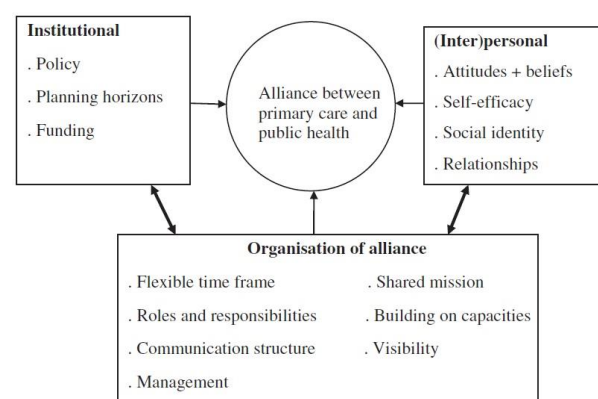 Institutional
. Policy
. Planning horizons
. Funding
Alliance between
primary care and
public health
(Inter)personal
. Attitudes + beliefs
. Self-efficacy
. Social identity
. Relationships
Organisation of alliance
. Flexible time frame
. Roles and responsibilities
. Communication structure
. Management
. Shared mission
. Building on capacities
. Visibility